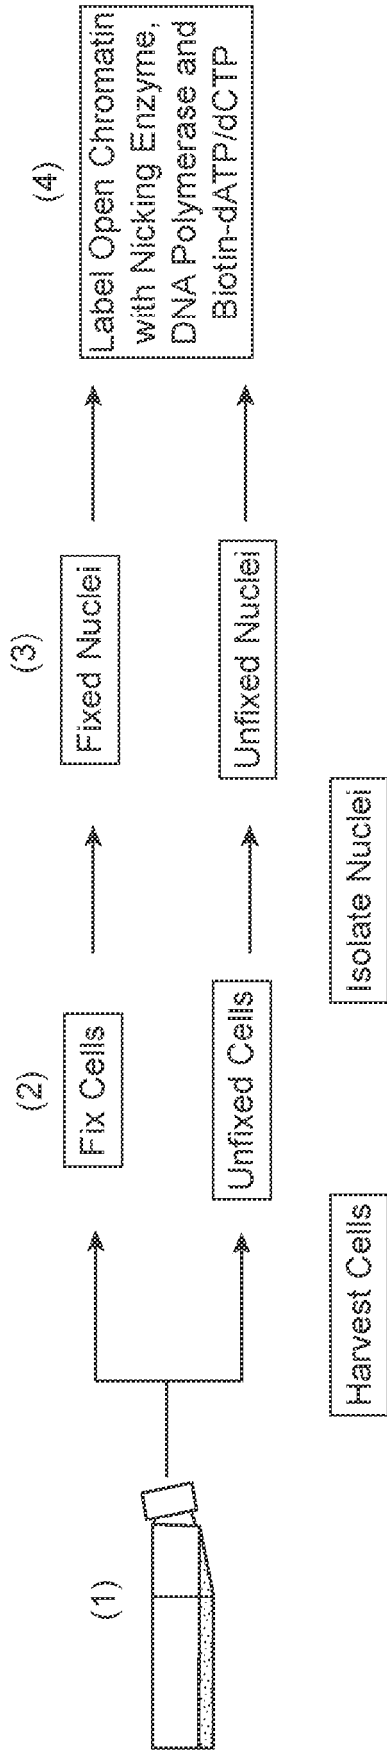 (1)
(2)
(3)
(4)
Fix Cells
Fixed Nuclei
Label Open Chromatin
with Nicking Enzyme,
DNA Polymerase and
Biotin-dATP/dCTP
Unfixed Cells
Unfixed Nuclei
Harvest Cells
Isolate Nuclei